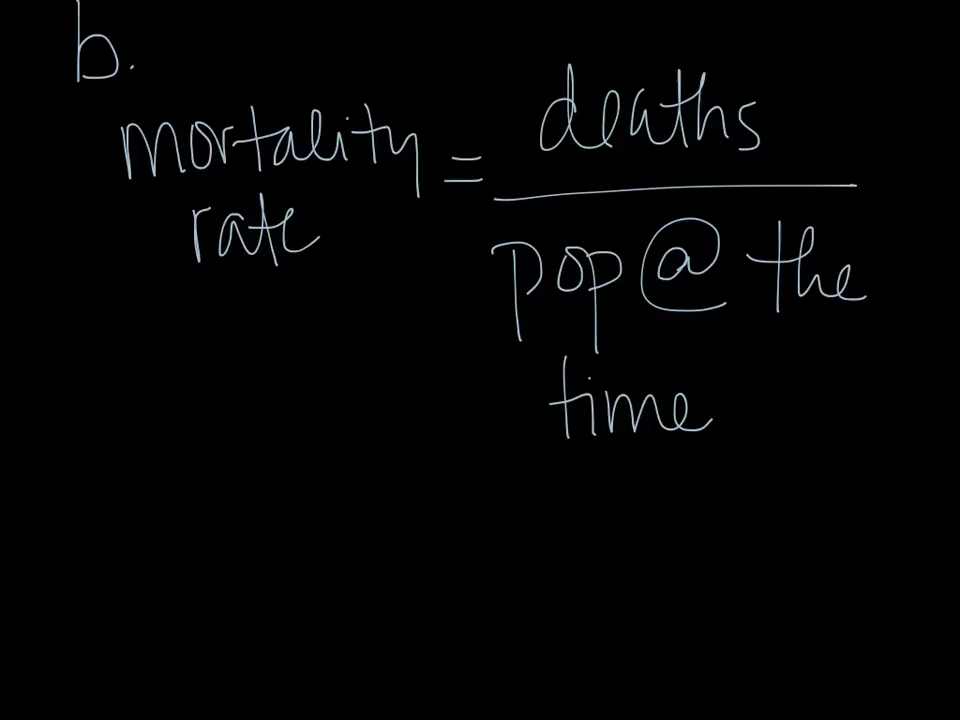 b.
mortality = deaths
rate pop @ the
time